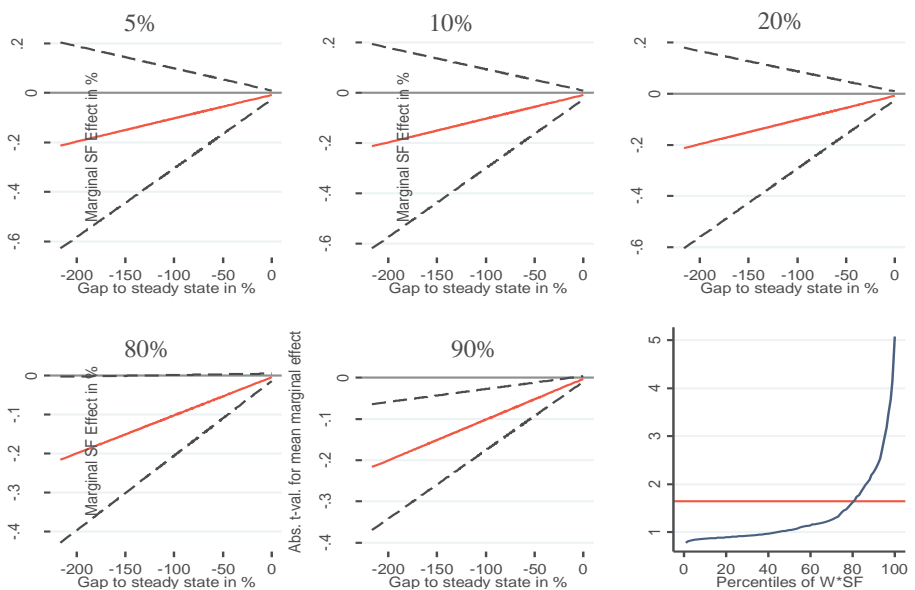 5%
10%
20%
.2
0
-.2
-.4
-.6
Marginal SF Effect in %
-200 -150 -100 -50 0
Gap to steady state in %
.2
0
-.2
-.4
-.6
Marginal SF Effect in %
-200 -150 -100 -50 0
Gap to steady state in %
.2
0
-.2
-.4
-.6
-200 -150 -100 -50 0
Gap to steady state in %
80%
90%
0
-.1
-.2
-.3
-.4
Marginal SF Effect in %
-200 -150 -100 -50 0
Gap to steady state in %
Abs. t-val. for mean marginal effect
0
-.1
-.2
-.3
-.4
-200 -150 -100 -50 0
Gap to steady state in %
5
4
3
2
1
0 20 40 60 80 100
Percentiles of W*SF